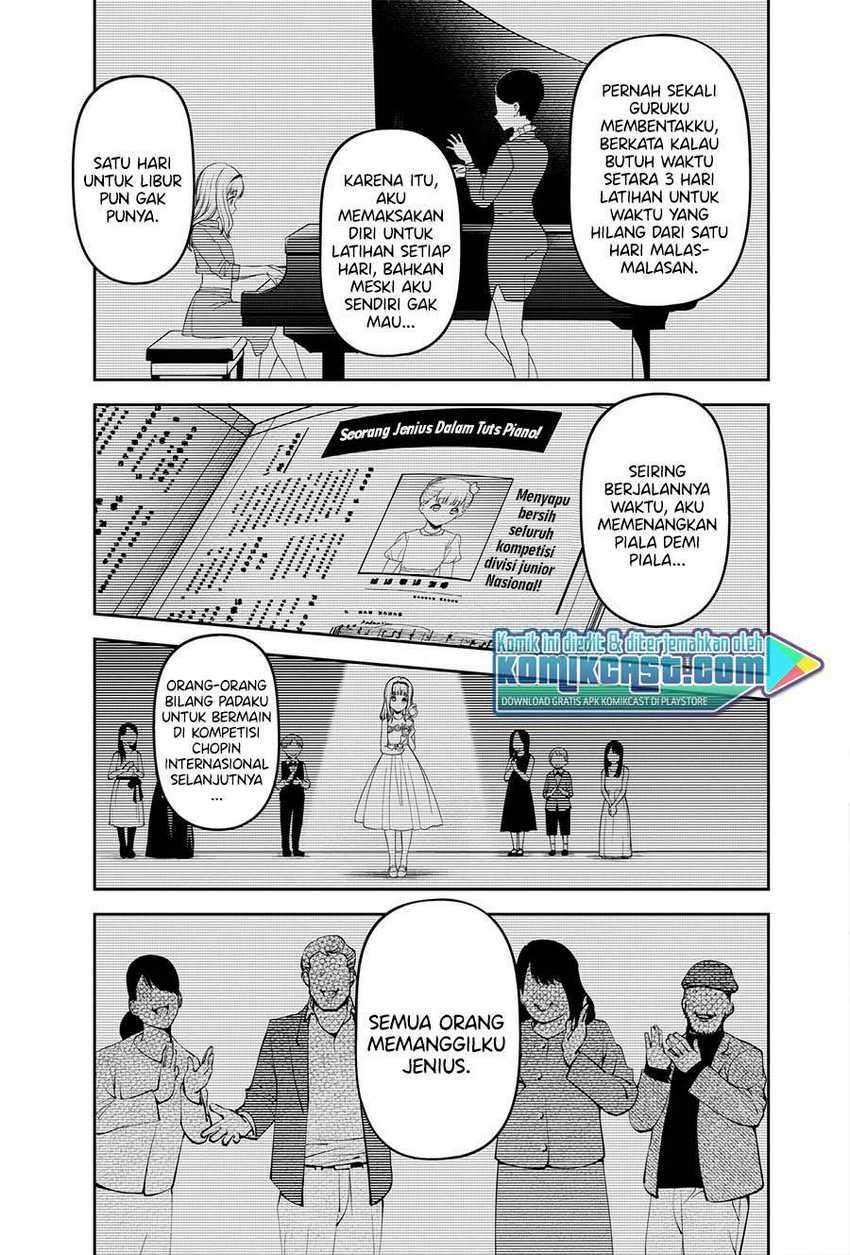 PERNAH SEKALI
GURUKU
MEMBENTAKKU,
BERKATA KALAU
BUTUH WAKTU
SETARA 3 HARI
LATIHAN UNTUK
WAKTU YANG
HILANG DARI SATU
HARI MALAS-
MALASAN.
KARENA ITU,
AKU
MEMAKSAKAN
DIRI UNTUK
LATIHAN SETIAP
HARI, BAHKAN
MESKI AKU
SENDIRI GAK
MAU...
SATU HARI
UNTUK LIBUR
PUN GAK
PUNYA.
SEIRING
BERJALANNYA
WAKTU, AKU
MEMENANGKAN
PIALA DEMI
PIALA...
Seorang Jenius Dalam Tuts Piano!
Menyapu
bersih
seluruh
kompetisi
divisi junior
Nasional!!
Komik ini diedit & diterjemahkan oleh
KOMIKCAST.COM
DOWNLOAD GRATIS APK KOMIKCAST DI PLAYSTORE
ORANG-ORANG
BILANG PADAKU
UNTUK BERMAIN
DI KOMPETISI
CHOPIN
INTERNASIONAL
SELANJUTNYA
...
SEMUA ORANG
MEMANGGILKU
JENIUS.